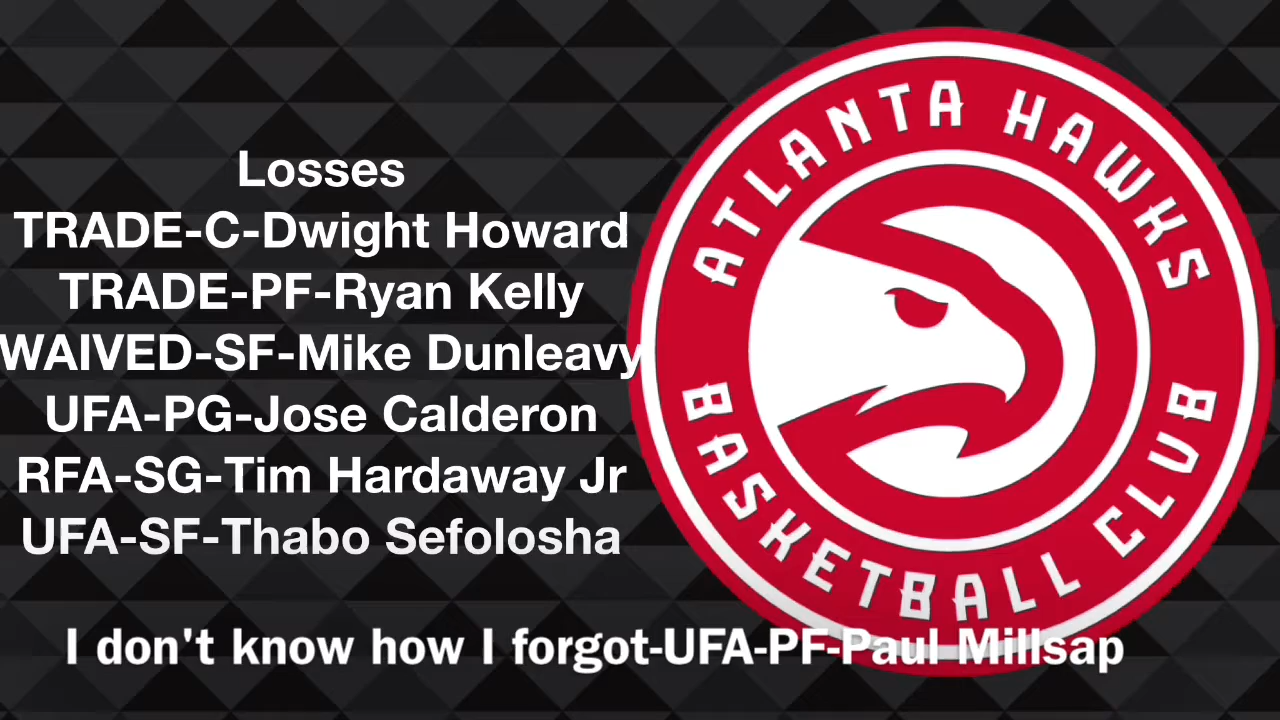 Losses
TRADE-C-Dwight Howard
TRADE-PF-Ryan Kelly
WAIVED-SF-Mike Dunleavy
UFA-PG-Jose Calderon
RFA-SG-Tim Hardaway Jr
UFA-SF-Thabo Sefolosha
I don't know how I forgot-UFA-PF-Paul Millsap
ATLANTA HAWKS
BASKETBALL CLUB